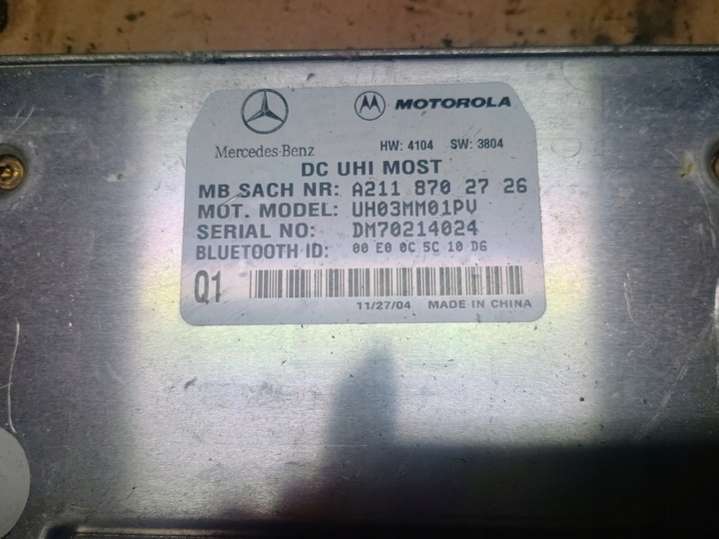 MOTOROLA
Mercedes-Benz
HW: 4104 SW: 3804
DC UHI MOST
MB SACH NR: A211 870 27 26
MOT. MODEL: UH03MM01PV
SERIAL NO: DM70214024
BLUETOOTH ID: 00 E0 0C 5C 10 D6
Q1
11/27/04 MADE IN CHINA